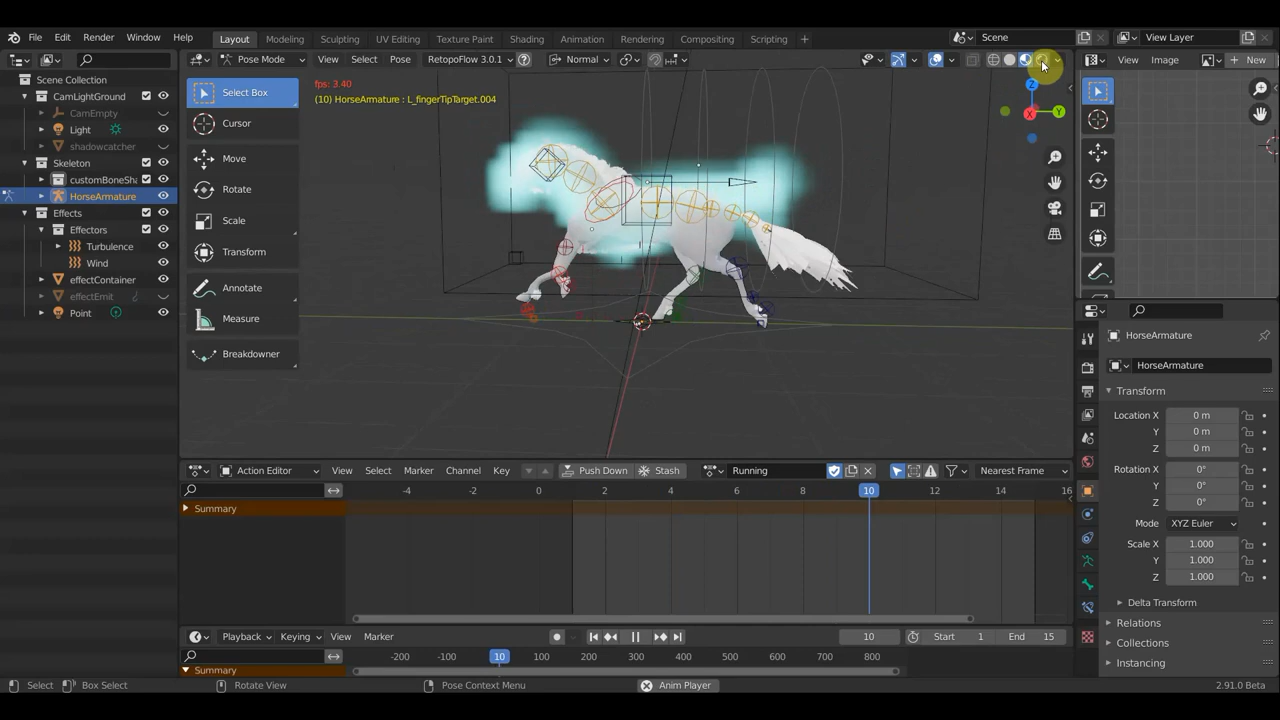 File Edit Render Window Help Layout Modeling Sculpting UV Editing Texture Paint Shading Animation Rendering Compositing Scripting + Scene View Layer
Pose Mode View Select Pose RetopoFlow 3.0.1 Normal View Image New
Scene Collection
CamLightGround
CamEmpty
Light
shadowcatcher
Skeleton
customBoneSha
HorseArmature
Effects
Effectors
Turbulence
Wind
effectContainer
effectEmit
Point
Select Box
Cursor
Move
Rotate
Scale
Transform
Annotate
Measure
Breakdowner
fps: 3.40
(10) HorseArmature : L_fingerTipTarget.004
Z
Y
X
Action Editor View Select Marker Channel Key Push Down Stash Running Nearest Frame
-4 -2 0 2 4 6 8 10 12 14 16
Summary
Playback Keying View Marker 10 Start 1 End 15
-200 -100 10 100 200 300 400 500 600 700 800
Summary
HorseArmature
HorseArmature
Transform
Location X 0 m
Y 0 m
Z 0 m
Rotation X 0°
Y 0°
Z 0°
Mode XYZ Euler
Scale X 1.000
Y 1.000
Z 1.000
Delta Transform
Relations
Collections
Instancing
Select Box Select Rotate View Pose Context Menu Anim Player 2.91.0 Beta